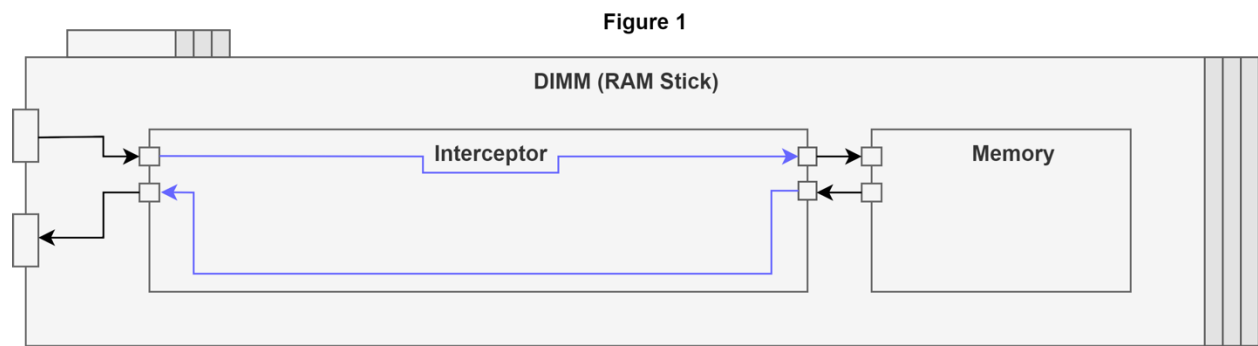 Figure 1
DIMM (RAM Stick)
Interceptor
Memory